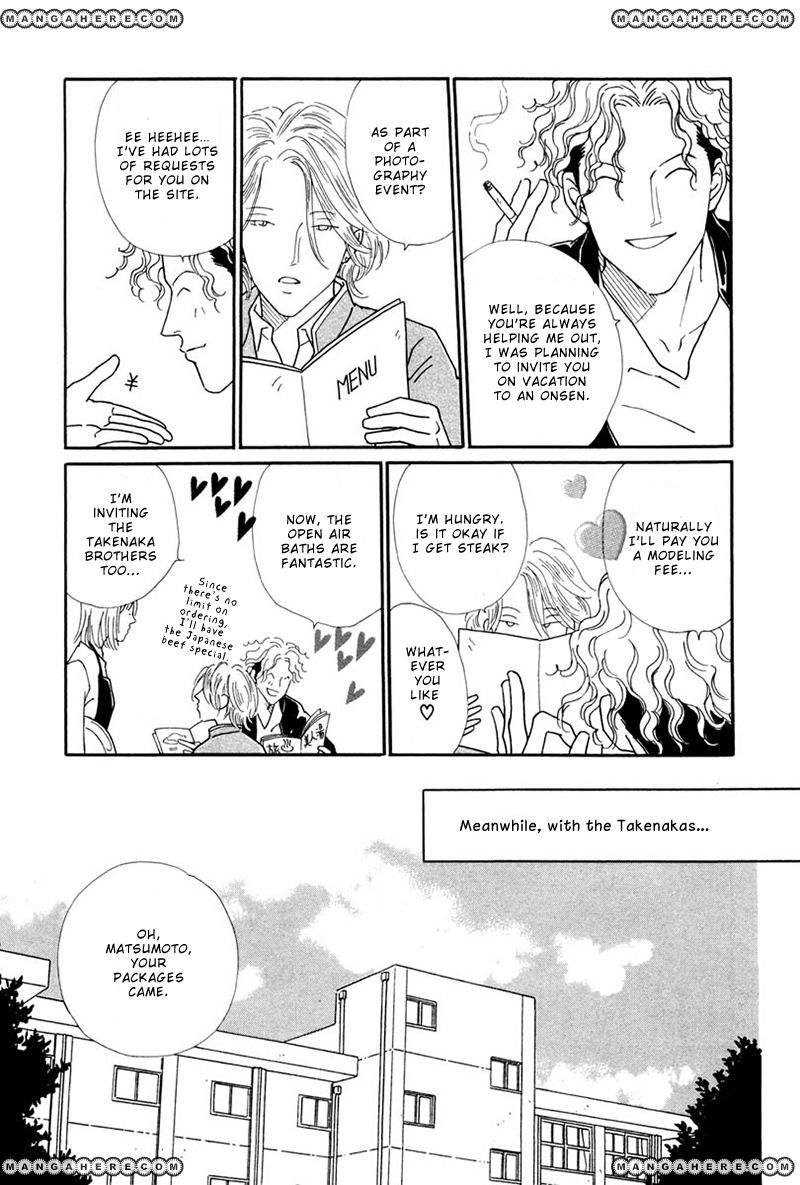 MANGAHERE.COM
MANGAHERE.COM
WELL, BECAUSE
YOU'RE ALWAYS
HELPING ME OUT,
I WAS PLANNING
TO INVITE YOU
ON VACATION
TO AN ONSEN.
AS PART
OF A
PHOTO-
GRAPHY
EVENT?
MENU
EE HEEHEE...
I'VE HAD LOTS
OF REQUESTS
FOR YOU ON
THE SITE.
¥
NATURALLY
I'LL PAY YOU
A MODELING
FEE...
I'M HUNGRY.
IS IT OKAY IF
I GET STEAK?
WHAT-
EVER YOU
LIKE
♡
NOW, THE
OPEN AIR
BATHS ARE
FANTASTIC.
Since
there's no
limit on
ordering,
I'll have
the Japanese
beef special.
I'M
INVITING
THE
TAKENAKA
BROTHERS
TOO...
旅♨
美人湯
Meanwhile, with the Takenakas...
OH,
MATSUMOTO,
YOUR
PACKAGES
CAME.
MANGAHERE.COM
MANGAHERE.COM